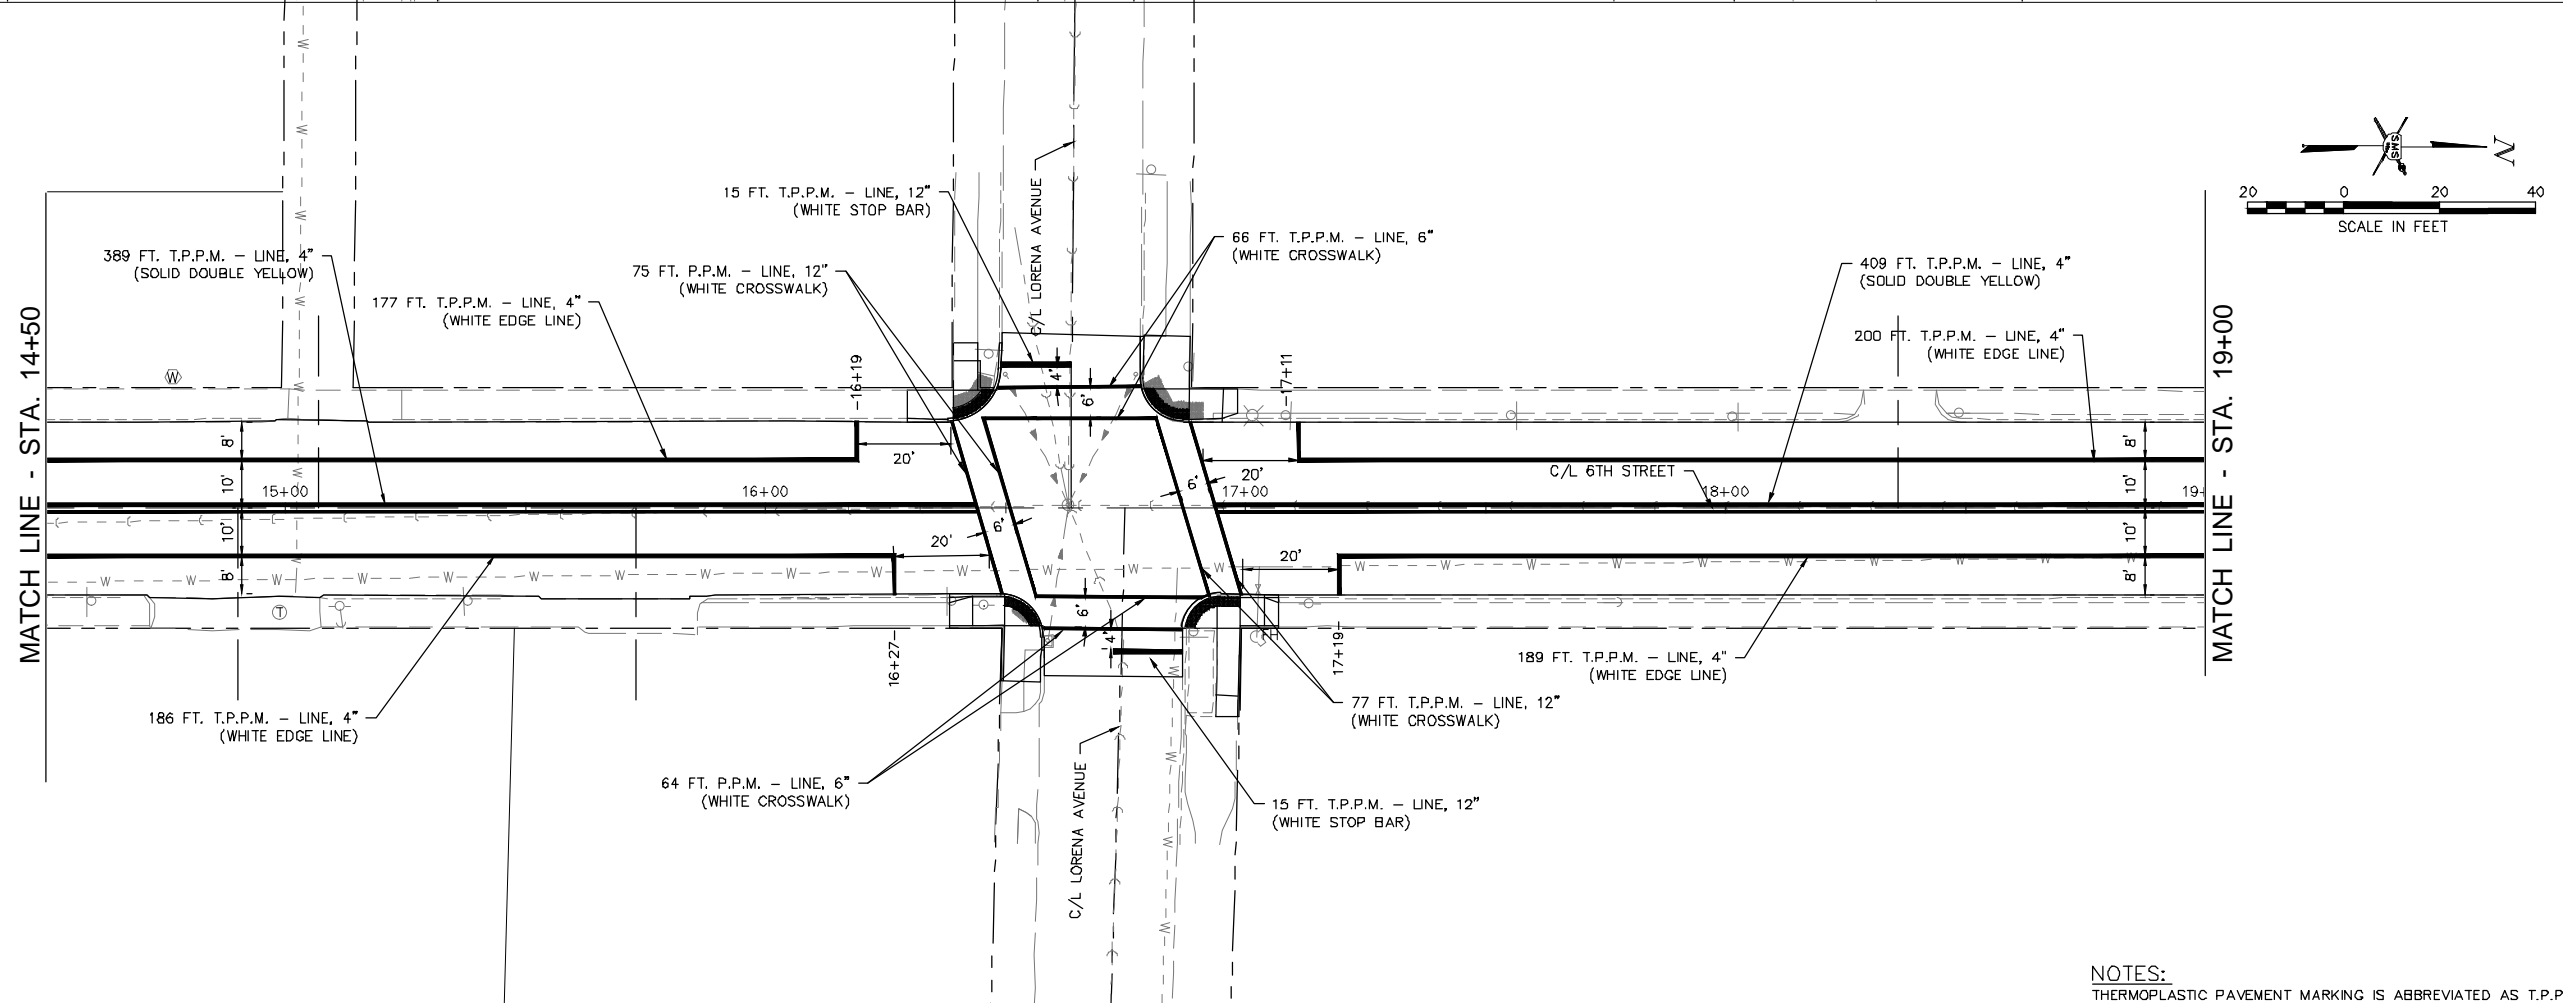 15 FT. T.P.P.M. – LINE, 12"
(WHITE STOP BAR)
C/L LORENA AVENUE
66 FT. T.P.P.M. – LINE, 6"
(WHITE CROSSWALK)
389 FT. T.P.P.M. – LINE, 4"
(SOLID DOUBLE YELLOW)
75 FT. P.P.M. – LINE, 12"
(WHITE CROSSWALK)
177 FT. T.P.P.M. – LINE, 4"
(WHITE EDGE LINE)
409 FT. T.P.P.M. – LINE, 4"
(SOLID DOUBLE YELLOW)
200 FT. T.P.P.M. – LINE, 4"
(WHITE EDGE LINE)
N
SMS
20 0 20 40
SCALE IN FEET
MATCH LINE - STA. 14+50
MATCH LINE - STA. 19+00
W
16+19
17+11
4'
6'
8'
10'
10'
8'
20'
20'
6'
6'
20'
20'
8'
10'
10'
8'
C/L 6TH STREET
15+00
16+00
17+00
18+00
19+
W W W W W W W W W W W W W W
T
6'
4'
16+27
17+19
186 FT. T.P.P.M. – LINE, 4"
(WHITE EDGE LINE)
189 FT. T.P.P.M. – LINE, 4"
(WHITE EDGE LINE)
77 FT. T.P.P.M. – LINE, 12"
(WHITE CROSSWALK)
64 FT. P.P.M. – LINE, 6"
(WHITE CROSSWALK)
C/L LORENA AVENUE
15 FT. T.P.P.M. – LINE, 12"
(WHITE STOP BAR)
NOTES:
THERMOPLASTIC PAVEMENT MARKING IS ABBREVIATED AS T.P.P